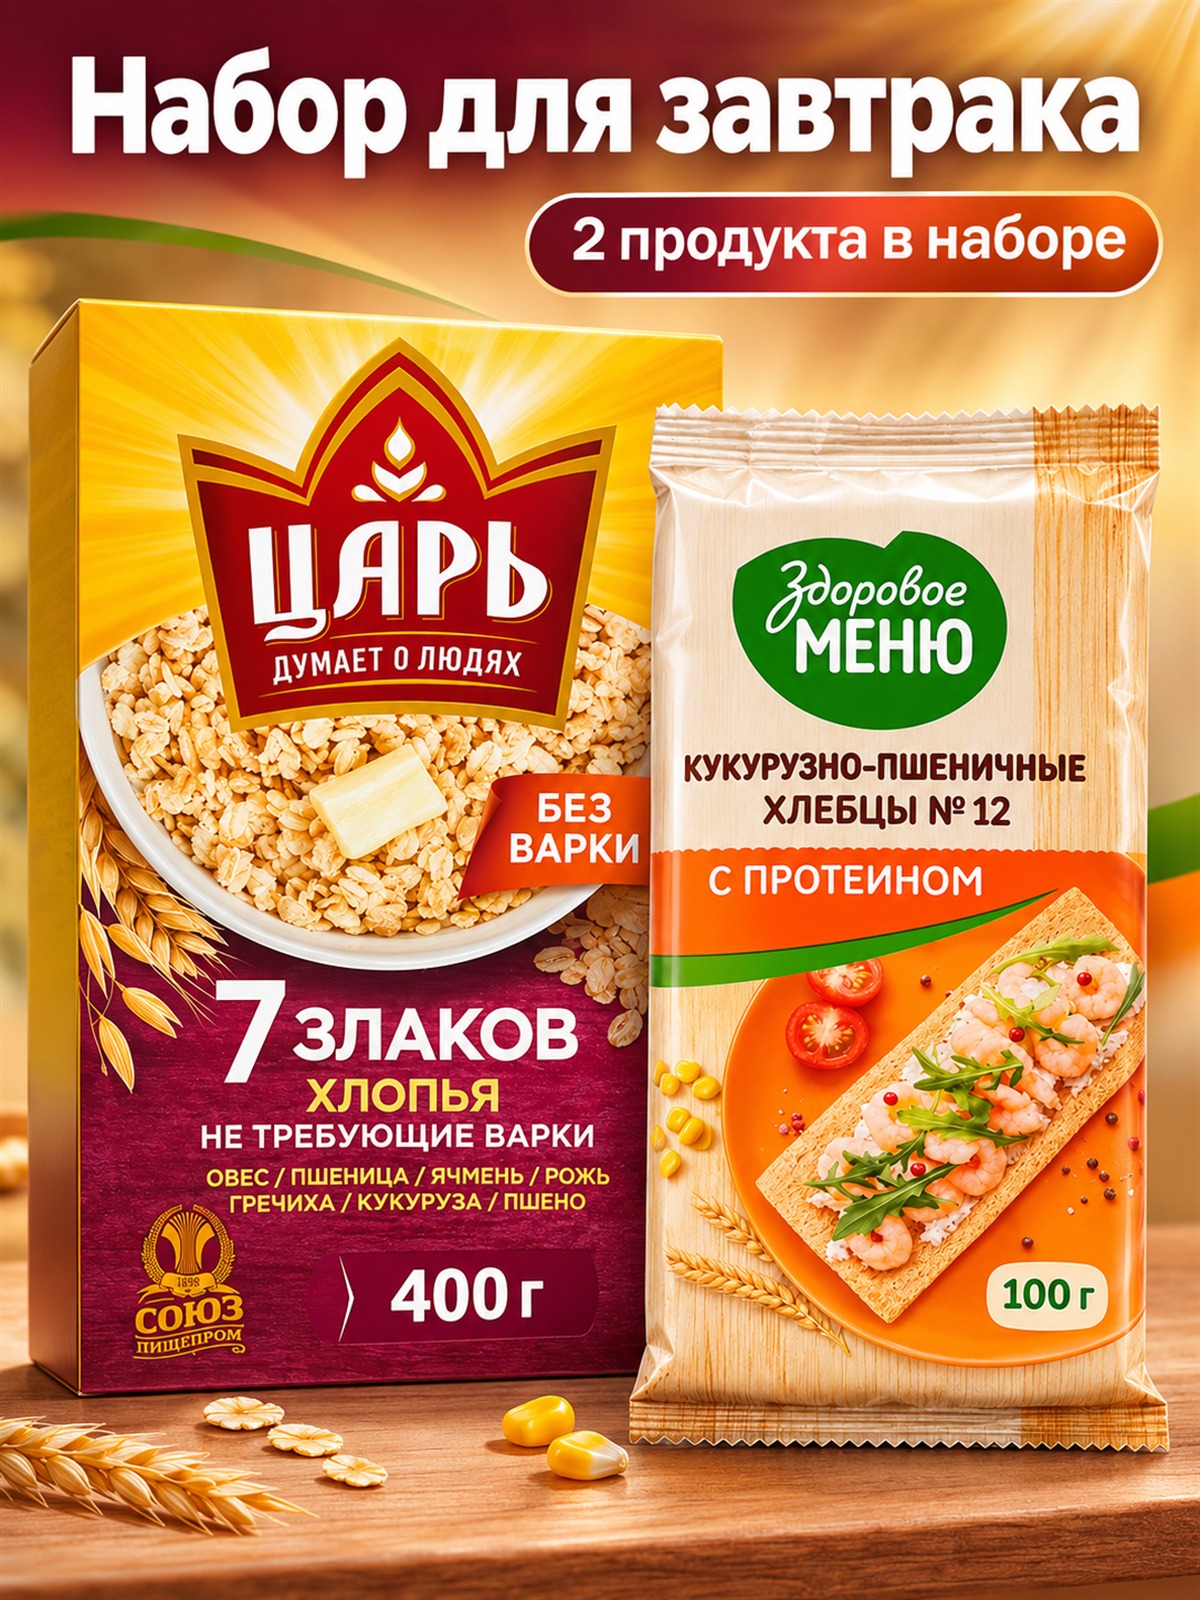 Набор для завтрака
2 продукта в наборе
ЦАРЬ
ДУМАЕТ О ЛЮДЯХ
БЕЗ
ВАРКИ
7 ЗЛАКОВ
ХЛОПЬЯ
НЕ ТРЕБУЮЩИЕ ВАРКИ
ОВЕС / ПШЕНИЦА / ЯЧМЕНЬ / РОЖЬ
ГРЕЧИХА / КУКУРУЗА / ПШЕНО
1898
СОЮЗ
ПИЩЕПРОМ
400 г
Здоровое
МЕНЮ
КУКУРУЗНО-ПШЕНИЧНЫЕ
ХЛЕБЦЫ № 12
С ПРОТЕИНОМ
100 г